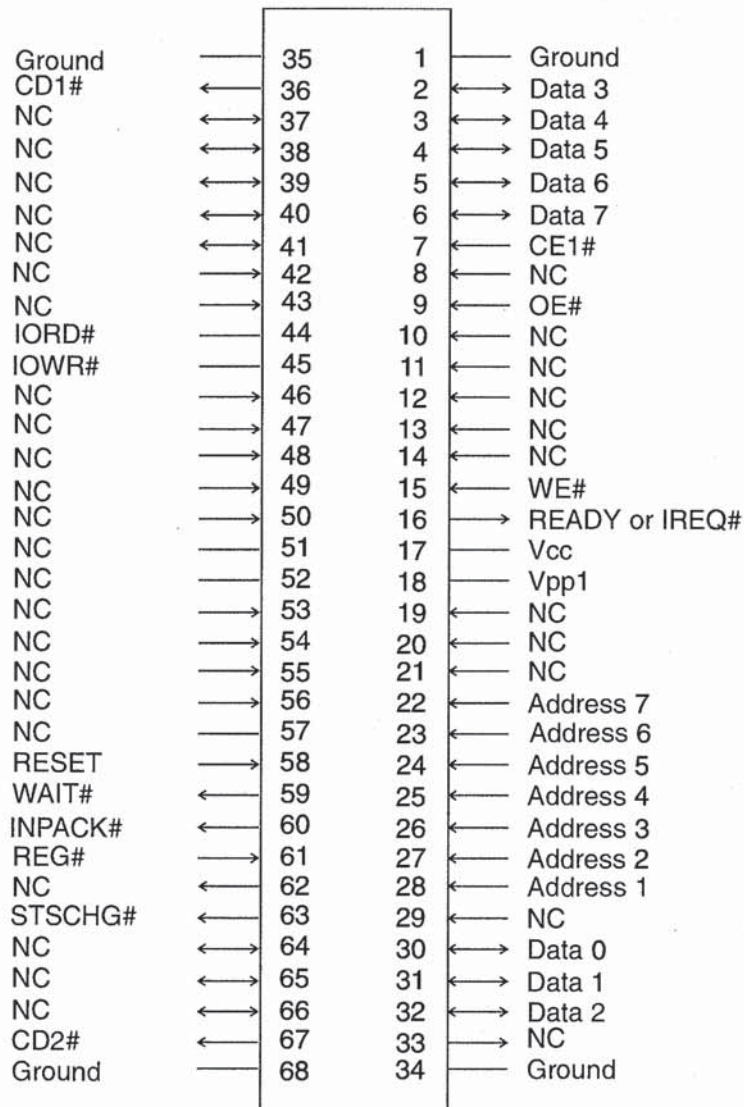 Ground 35 1 Ground
CD1# 36 2 Data 3
NC 37 3 Data 4
NC 38 4 Data 5
NC 39 5 Data 6
NC 40 6 Data 7
NC 41 7 CE1#
NC 42 8 NC
NC 43 9 OE#
IORD# 44 10 NC
IOWR# 45 11 NC
NC 46 12 NC
NC 47 13 NC
NC 48 14 NC
NC 49 15 WE#
NC 50 16 READY or IREQ#
NC 51 17 Vcc
NC 52 18 Vpp1
NC 53 19 NC
NC 54 20 NC
NC 55 21 NC
NC 56 22 Address 7
NC 57 23 Address 6
RESET 58 24 Address 5
WAIT# 59 25 Address 4
INPACK# 60 26 Address 3
REG# 61 27 Address 2
NC 62 28 Address 1
STSCHG# 63 29 NC
NC 64 30 Data 0
NC 65 31 Data 1
NC 66 32 Data 2
CD2# 67 33 NC
Ground 68 34 Ground